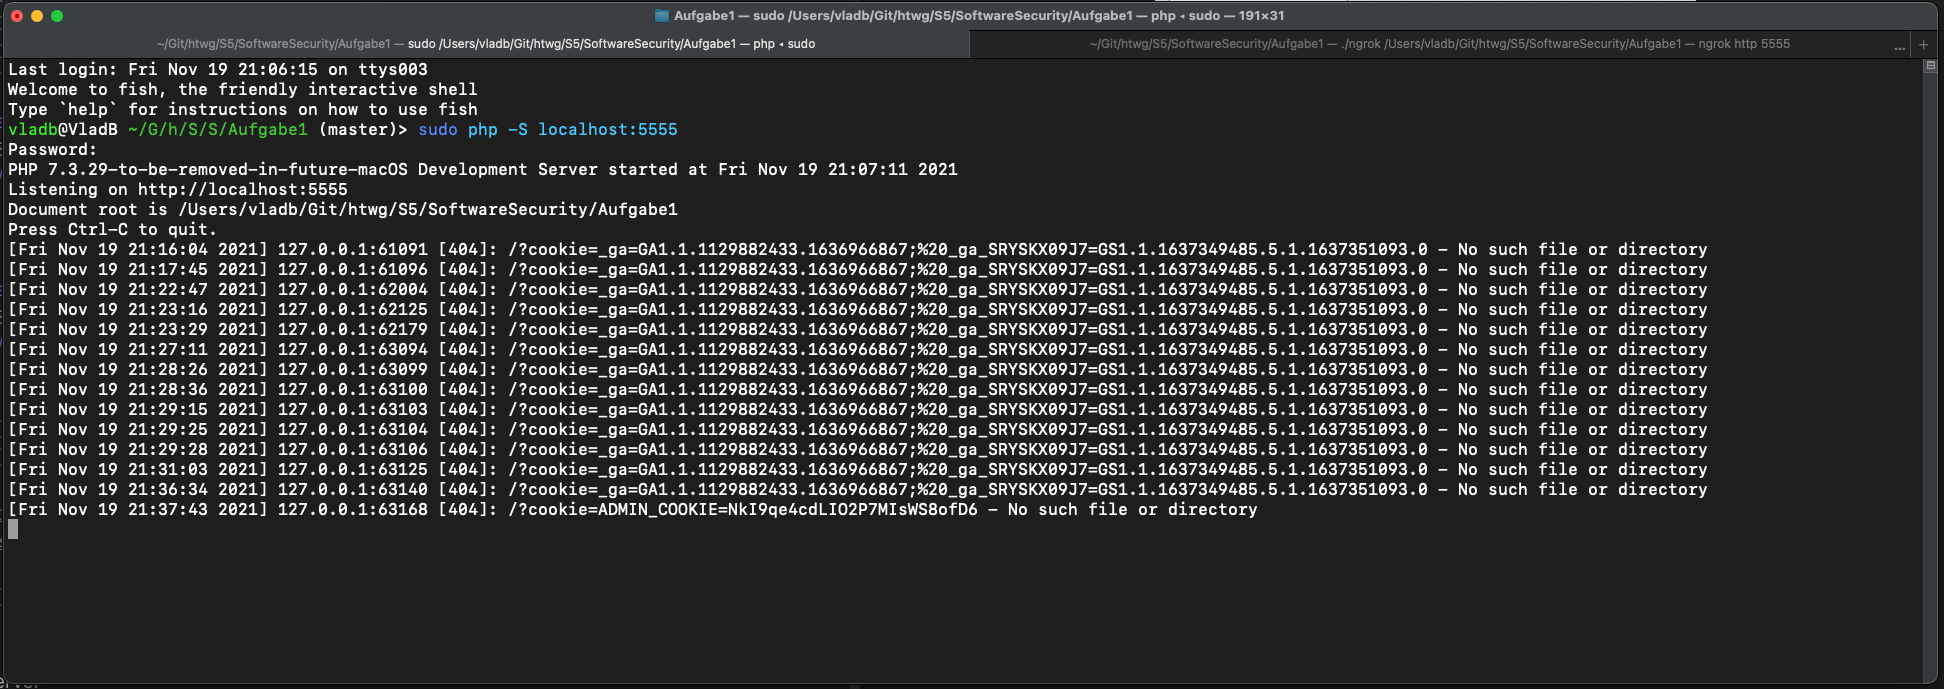 Aufgabe1 — sudo /Users/vladb/Git/htwg/S5/SoftwareSecurity/Aufgabe1 — php ◂ sudo — 191×31
~/Git/htwg/S5/SoftwareSecurity/Aufgabe1 — sudo /Users/vladb/Git/htwg/S5/SoftwareSecurity/Aufgabe1 — php ◂ sudo
~/Git/htwg/S5/SoftwareSecurity/Aufgabe1 — ./ngrok /Users/vladb/Git/htwg/S5/SoftwareSecurity/Aufgabe1 — ngrok http 5555 ... +
Last login: Fri Nov 19 21:06:15 on ttys003
Welcome to fish, the friendly interactive shell
Type `help` for instructions on how to use fish
vladb@VladB ~/G/h/S/S/Aufgabe1 (master)> sudo php -S localhost:5555
Password:
PHP 7.3.29-to-be-removed-in-future-macOS Development Server started at Fri Nov 19 21:07:11 2021
Listening on http://localhost:5555
Document root is /Users/vladb/Git/htwg/S5/SoftwareSecurity/Aufgabe1
Press Ctrl-C to quit.
[Fri Nov 19 21:16:04 2021] 127.0.0.1:61091 [404]: /?cookie=_ga=GA1.1.1129882433.1636966867;%20_ga_SRYSKX09J7=GS1.1.1637349485.5.1.1637351093.0 - No such file or directory
[Fri Nov 19 21:17:45 2021] 127.0.0.1:61096 [404]: /?cookie=_ga=GA1.1.1129882433.1636966867;%20_ga_SRYSKX09J7=GS1.1.1637349485.5.1.1637351093.0 - No such file or directory
[Fri Nov 19 21:22:47 2021] 127.0.0.1:62004 [404]: /?cookie=_ga=GA1.1.1129882433.1636966867;%20_ga_SRYSKX09J7=GS1.1.1637349485.5.1.1637351093.0 - No such file or directory
[Fri Nov 19 21:23:16 2021] 127.0.0.1:62125 [404]: /?cookie=_ga=GA1.1.1129882433.1636966867;%20_ga_SRYSKX09J7=GS1.1.1637349485.5.1.1637351093.0 - No such file or directory
[Fri Nov 19 21:23:29 2021] 127.0.0.1:62179 [404]: /?cookie=_ga=GA1.1.1129882433.1636966867;%20_ga_SRYSKX09J7=GS1.1.1637349485.5.1.1637351093.0 - No such file or directory
[Fri Nov 19 21:27:11 2021] 127.0.0.1:63094 [404]: /?cookie=_ga=GA1.1.1129882433.1636966867;%20_ga_SRYSKX09J7=GS1.1.1637349485.5.1.1637351093.0 - No such file or directory
[Fri Nov 19 21:28:26 2021] 127.0.0.1:63099 [404]: /?cookie=_ga=GA1.1.1129882433.1636966867;%20_ga_SRYSKX09J7=GS1.1.1637349485.5.1.1637351093.0 - No such file or directory
[Fri Nov 19 21:28:36 2021] 127.0.0.1:63100 [404]: /?cookie=_ga=GA1.1.1129882433.1636966867;%20_ga_SRYSKX09J7=GS1.1.1637349485.5.1.1637351093.0 - No such file or directory
[Fri Nov 19 21:29:15 2021] 127.0.0.1:63103 [404]: /?cookie=_ga=GA1.1.1129882433.1636966867;%20_ga_SRYSKX09J7=GS1.1.1637349485.5.1.1637351093.0 - No such file or directory
[Fri Nov 19 21:29:25 2021] 127.0.0.1:63104 [404]: /?cookie=_ga=GA1.1.1129882433.1636966867;%20_ga_SRYSKX09J7=GS1.1.1637349485.5.1.1637351093.0 - No such file or directory
[Fri Nov 19 21:29:28 2021] 127.0.0.1:63106 [404]: /?cookie=_ga=GA1.1.1129882433.1636966867;%20_ga_SRYSKX09J7=GS1.1.1637349485.5.1.1637351093.0 - No such file or directory
[Fri Nov 19 21:31:03 2021] 127.0.0.1:63125 [404]: /?cookie=_ga=GA1.1.1129882433.1636966867;%20_ga_SRYSKX09J7=GS1.1.1637349485.5.1.1637351093.0 - No such file or directory
[Fri Nov 19 21:36:34 2021] 127.0.0.1:63140 [404]: /?cookie=_ga=GA1.1.1129882433.1636966867;%20_ga_SRYSKX09J7=GS1.1.1637349485.5.1.1637351093.0 - No such file or directory
[Fri Nov 19 21:37:43 2021] 127.0.0.1:63168 [404]: /?cookie=ADMIN_COOKIE=NkI9qe4cdLIO2P7MIsWS8ofD6 - No such file or directory